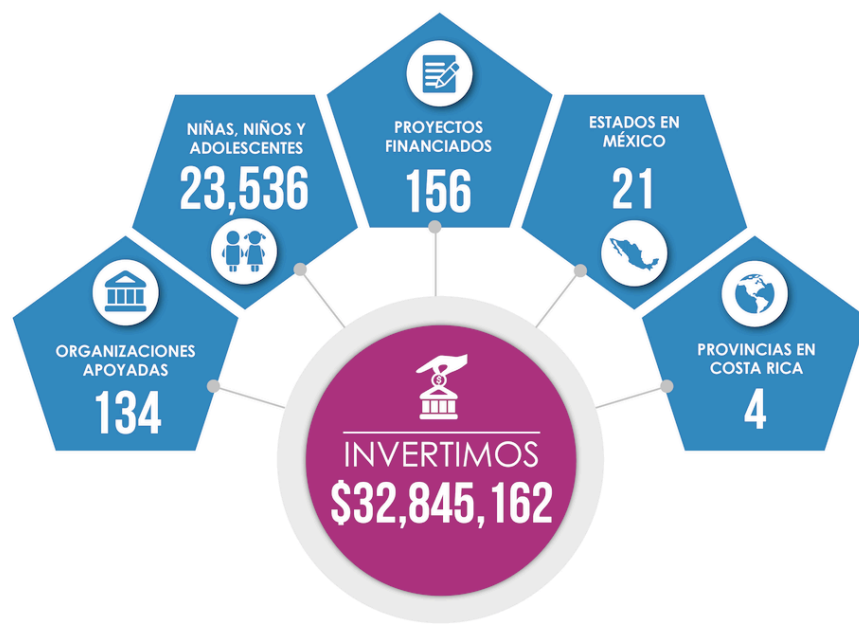 ORGANIZACIONES
APOYADAS
134
NIÑAS, NIÑOS Y
ADOLESCENTES
23,536
PROYECTOS
FINANCIADOS
156
ESTADOS EN
MÉXICO
21
PROVINCIAS EN
COSTA RICA
4
$
INVERTIMOS
$32,845,162